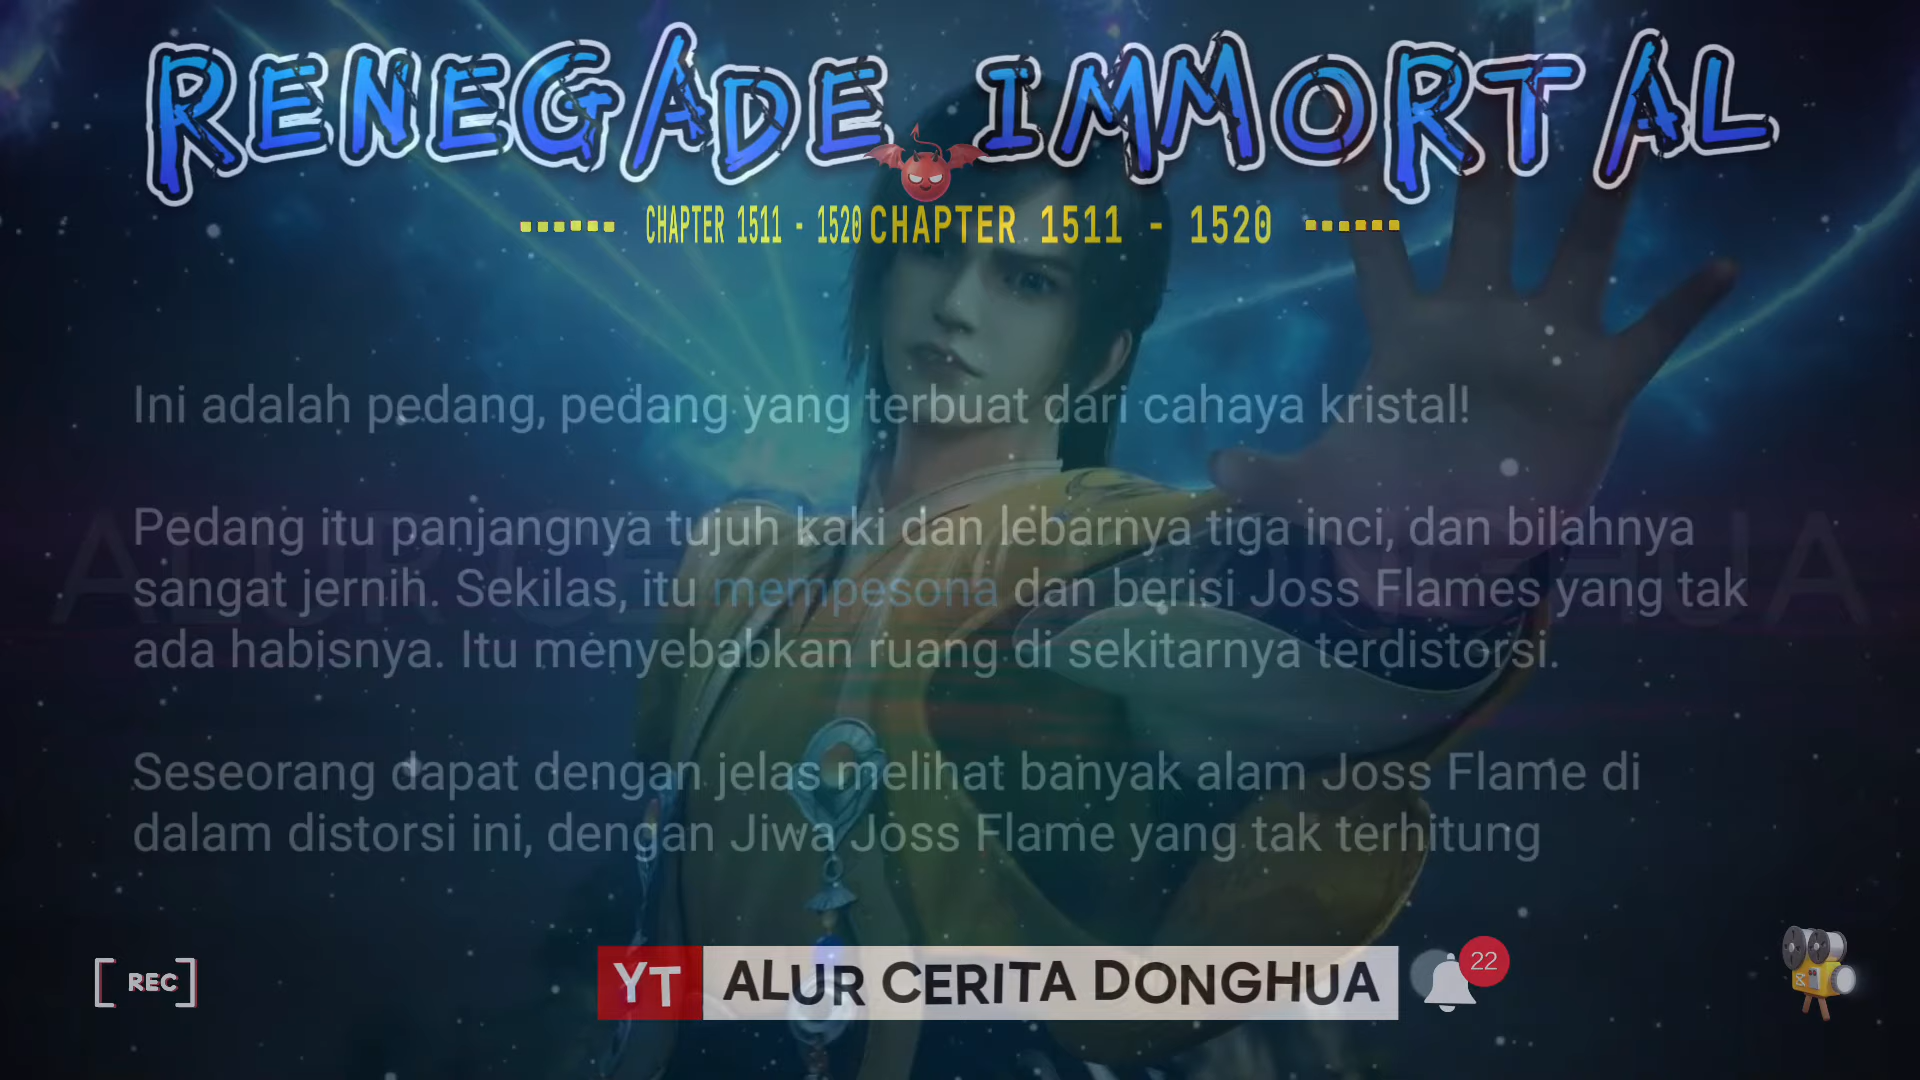 RENEGADE IMMORTAL
CHAPTER 1511 - 1520 CHAPTER 1511 - 1520
Ini adalah pedang, pedang yang terbuat dari cahaya kristal!
Pedang itu panjangnya tujuh kaki dan lebarnya tiga inci, dan bilahnya
sangat jernih. Sekilas, itu mempesona dan berisi Joss Flames yang tak
ada habisnya. Itu menyebabkan ruang di sekitarnya terdistorsi.
Seseorang dapat dengan jelas melihat banyak alam Joss Flame di
dalam distorsi ini, dengan Jiwa Joss Flame yang tak terhitung
ALUR CERITA DONGHUA
[ REC ]
YT ALUR CERITA DONGHUA
22